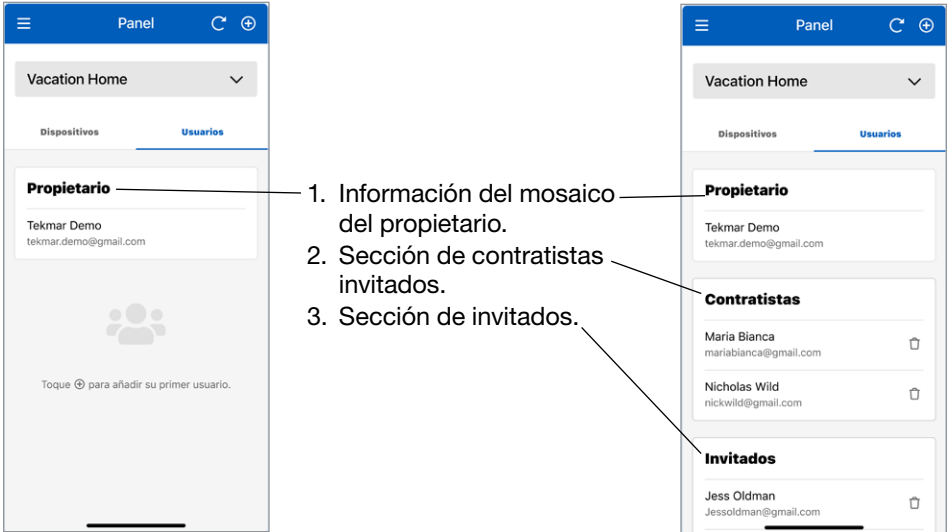 Panel
Vacation Home
Dispositivos
Usuarios
Propietario
Tekmar Demo
tekmar.demo@gmail.com
Toque ⊕ para añadir su primer usuario.
1. Información del mosaico
del propietario.
2. Sección de contratistas
invitados.
3. Sección de invitados.
Panel
Vacation Home
Dispositivos
Usuarios
Propietario
Tekmar Demo
tekmar.demo@gmail.com
Contratistas
Maria Bianca
mariabianca@gmail.com
Nicholas Wild
nickwild@gmail.com
Invitados
Jess Oldman
Jessoldman@gmail.com